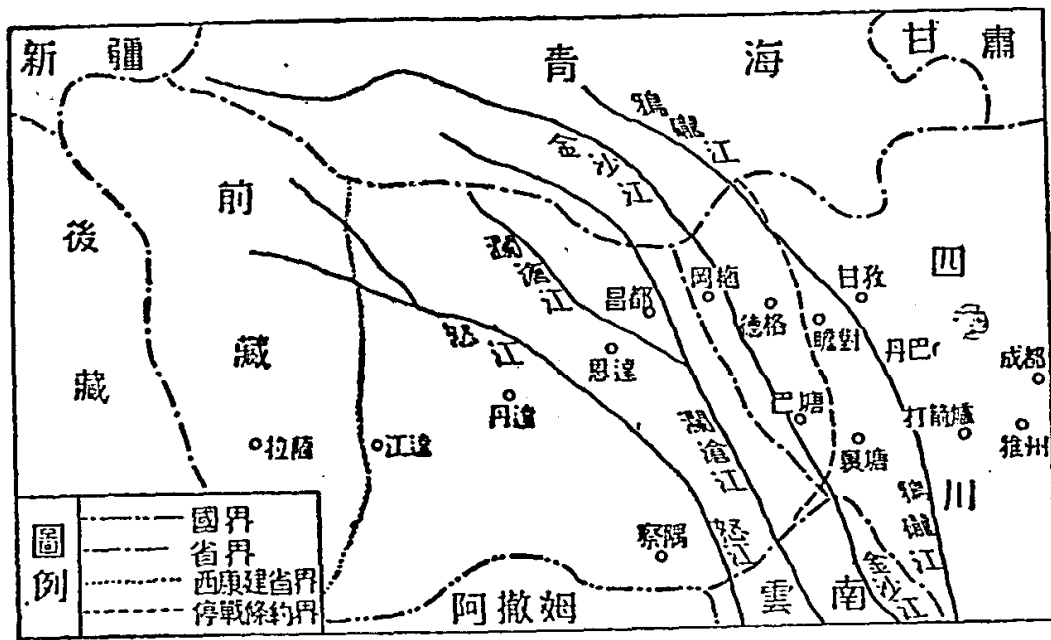 新疆
青海
甘肅
鴉礲江
金沙江
前藏
後藏
瀾滄江
怒江
昌都
恩達
丹達
拉薩
江達
岡拖
德格
甘孜
瞻對
丹巴
四川
成都
打箭爐
雅州
巴塘
裏塘
瀾滄江
怒江
鴉礲江
金沙江
察隅
雲南
阿撒姆
圖例
國界
省界
西康建省界
停戰條約界